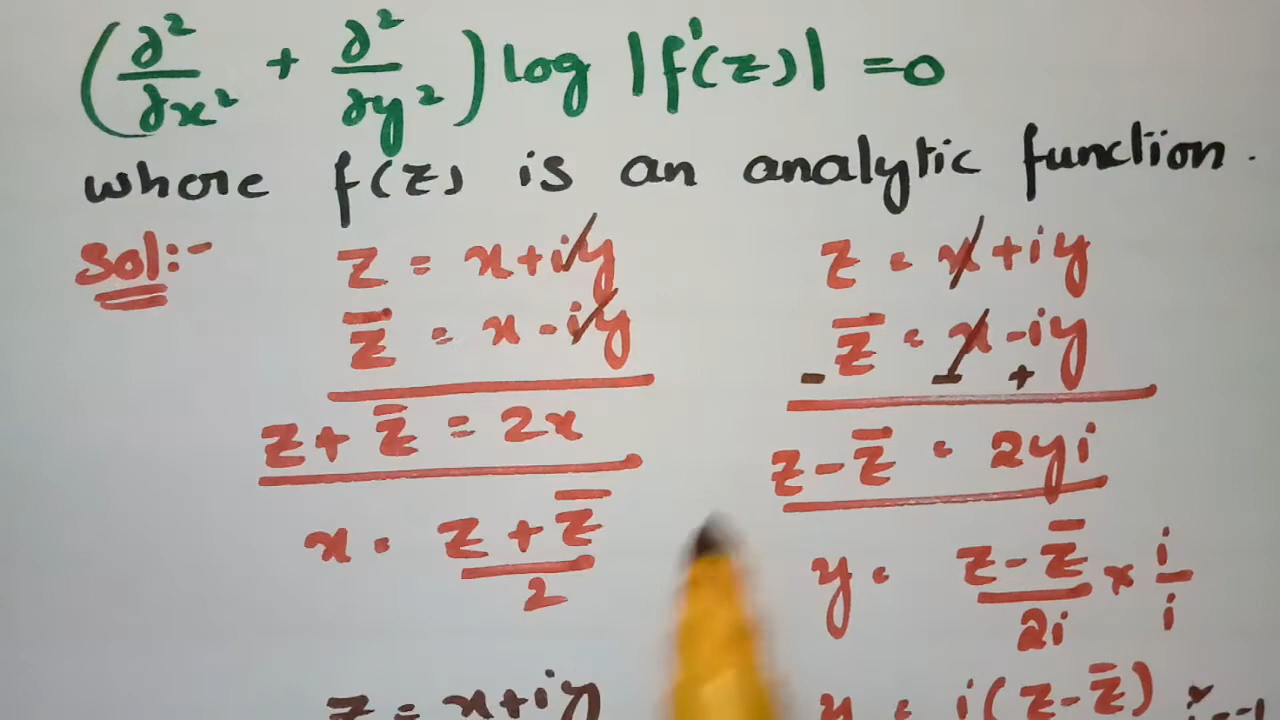 (∂²/∂x² + ∂²/∂y²) log |f'(z)| = 0
where f(z) is an analytic function.
Sol:-
z = x+iy
z̅ = x-iy
z+z̅ = 2x
x = z+z̅/2
z = x+iy
z = x+iy
z̅ = x-iy
- - +
z-z̅ = 2yi
y = z-z̅/2i × i/i
y = i(z-z̅)